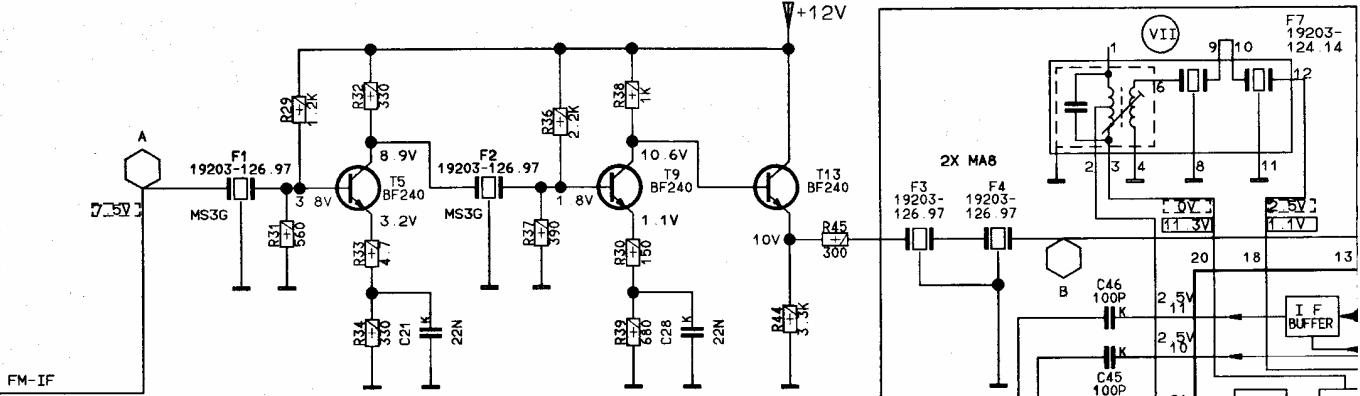 +12V
VII
F7
19203-
124.14
1
9
10
12
6
2
3
4
8
11
R29
1.2K
R32
330
R36
2.2K
R38
1K
A
F1
19203-126.97
MS3G
7.5V
3.8V
R31
560
8.9V
T5
BF240
3.2V
R33
4.7
R34
330
C21
K
22N
F2
19203-126.97
MS3G
1.8V
R37
390
10.6V
T9
BF240
1.1V
R30
150
R39
680
C28
K
22N
T13
BF240
10V
R45
300
R44
3.3K
2X MA8
F3
19203-
126.97
F4
19203-
126.97
B
0V
11.3V
2.5V
1.1V
20
18
13
C46
100P
K
2.5V
11
IF
BUFFER
2.5V
10
K
C45
100P
FM-IF